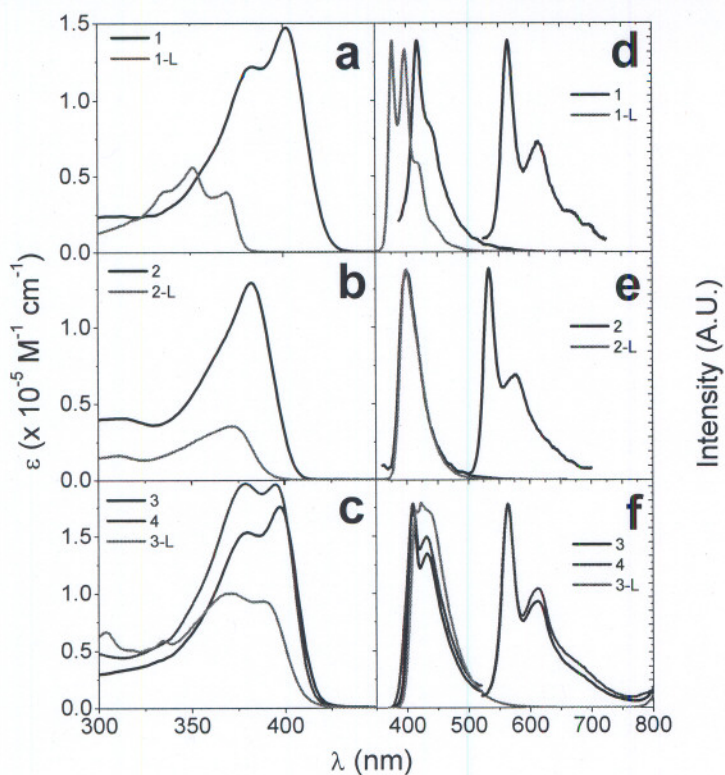 1.5
1
1-L
a
d
1
1-L
1.0
0.5
0.0
2
2-L
b
e
2
2-L
1.0
0.5
0.0
3
4
3-L
c
f
3
4
3-L
1.5
1.0
0.5
0.0
300 350 400 400 500 600 700 800
λ (nm)
ε (x 10⁻⁵ M⁻¹ cm⁻¹)
Intensity (A.U.)